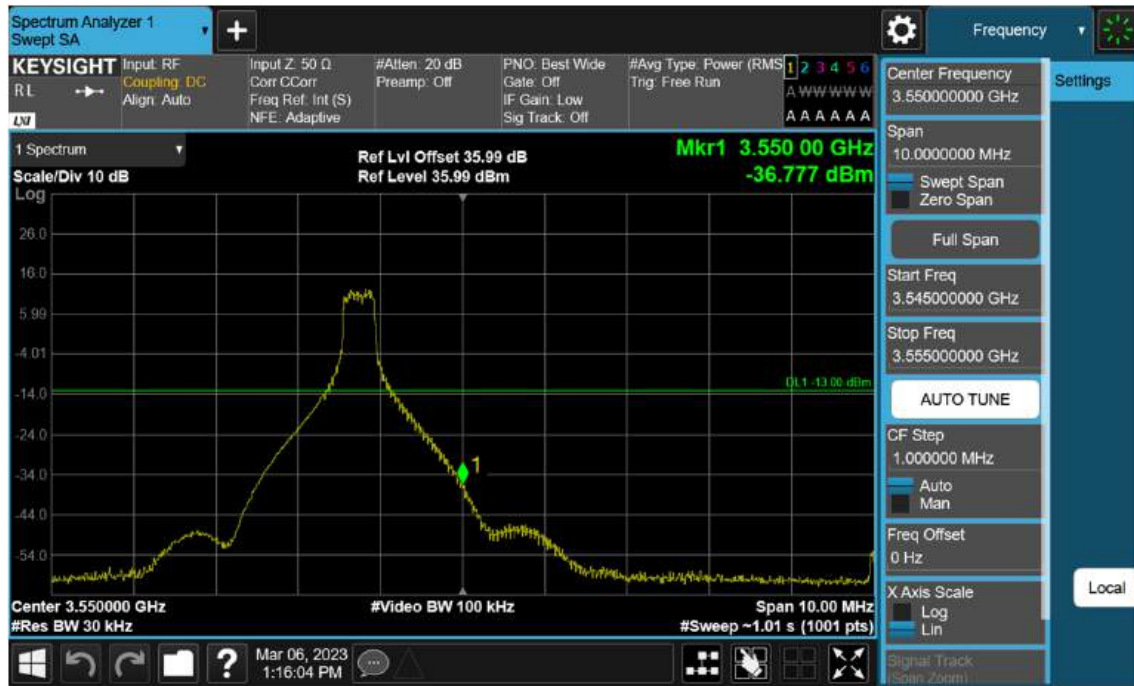 Spectrum Analyzer 1
Swept SA
Frequency
KEYSIGHT
RL
LXI
Input: RF
Coupling: DC
Align: Auto
Input Z: 50 Ω
Corr CCorr
Freq Ref: Int (S)
NFE: Adaptive
#Atten: 20 dB
Preamp: Off
PNO: Best Wide
Gate: Off
IF Gain: Low
Sig Track: Off
#Avg Type: Power (RMS
Trig: Free Run
1 2 3 4 5 6
A W W W W W
A A A A A A
1 Spectrum
Scale/Div 10 dB
Ref Lvl Offset 35.99 dB
Ref Level 35.99 dBm
Mkr1 3.550 00 GHz
-36.777 dBm
Log
26.0
16.0
5.99
-4.01
-14.0
-24.0
-34.0
-44.0
-54.0
DL1 -13.00 dBm
1
Center 3.550000 GHz
#Res BW 30 kHz
#Video BW 100 kHz
Span 10.00 MHz
#Sweep ~1.01 s (1001 pts)
Center Frequency
3.550000000 GHz
Settings
Span
10.0000000 MHz
Swept Span
Zero Span
Full Span
Start Freq
3.545000000 GHz
Stop Freq
3.555000000 GHz
AUTO TUNE
CF Step
1.000000 MHz
Auto
Man
Freq Offset
0 Hz
X Axis Scale
Log
Lin
Local
Signal Track
(Span Zoom)
?
Mar 06, 2023
1:16:04 PM